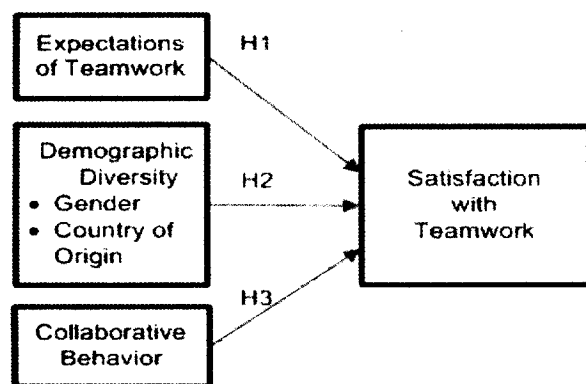 Expectations
of Teamwork
H1
Demographic
Diversity
• Gender
• Country of
Origin
H2
Satisfaction
with
Teamwork
H3
Collaborative
Behavior